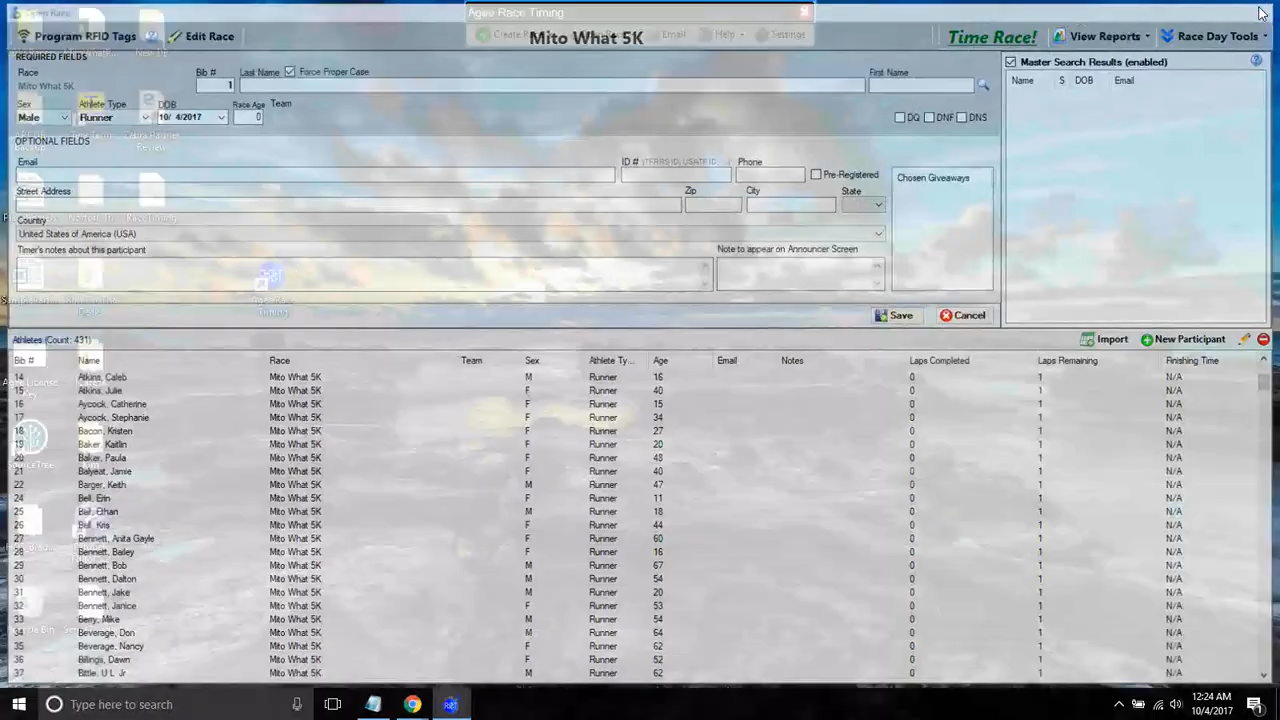 Open Race
Agee Race Timing
Program RFID Tags
Edit Race
Create R
Mito What 5K
Email
Help
Settings
Time Race!
View Reports
Race Day Tools
REQUIRED FIELDS
Race
Bib #
Last Name
Force Proper Case
First Name
Mito What 5K
1
Sex
Athlete Type
DOB
Race Age
Team
Male
Runner
10/ 4/2017
0
DQ
DNF
DNS
Master Search Results (enabled)
Name
S
DOB
Email
OPTIONAL FIELDS
Email
ID #
Phone
Pre-Registered
Chosen Giveaways
Street Address
Zip
City
State
Country
United States of America (USA)
Timer's notes about this participant
Note to appear on Announcer Screen
Save
Cancel
Athletes (Count: 431)
Import
New Participant
Bib # Name Race Team Sex Athlete Ty... Age Email Notes Laps Completed Laps Remaining Finishing Time
14 Atkins, Caleb Mito What 5K M Runner 16 0 1 N/A
15 Atkins, Julie Mito What 5K F Runner 40 0 1 N/A
16 Aycock, Catherine Mito What 5K F Runner 15 0 1 N/A
17 Aycock, Stephanie Mito What 5K F Runner 34 0 1 N/A
18 Bacon, Kristen Mito What 5K F Runner 27 0 1 N/A
19 Baker, Kaitlin Mito What 5K F Runner 20 0 1 N/A
20 Baker, Paula Mito What 5K F Runner 48 0 1 N/A
21 Balyeat, Jamie Mito What 5K F Runner 40 0 1 N/A
22 Barger, Keith Mito What 5K M Runner 47 0 1 N/A
24 Bell, Erin Mito What 5K F Runner 11 0 1 N/A
25 Bell, Ethan Mito What 5K M Runner 18 0 1 N/A
26 Bell, Kris Mito What 5K F Runner 44 0 1 N/A
27 Bennett, Anita Gayle Mito What 5K F Runner 60 0 1 N/A
28 Bennett, Bailey Mito What 5K F Runner 16 0 1 N/A
29 Bennett, Bob Mito What 5K M Runner 67 0 1 N/A
30 Bennett, Dalton Mito What 5K M Runner 54 0 1 N/A
31 Bennett, Jake Mito What 5K M Runner 20 0 1 N/A
32 Bennett, Janice Mito What 5K F Runner 53 0 1 N/A
33 Berry, Mike Mito What 5K M Runner 54 0 1 N/A
34 Beverage, Don Mito What 5K M Runner 64 0 1 N/A
35 Beverage, Nancy Mito What 5K F Runner 62 0 1 N/A
36 Billings, Dawn Mito What 5K F Runner 52 0 1 N/A
37 Bittle, U L Jr Mito What 5K M Runner 62 0 1 N/A
Type here to search
12:24 AM
10/4/2017